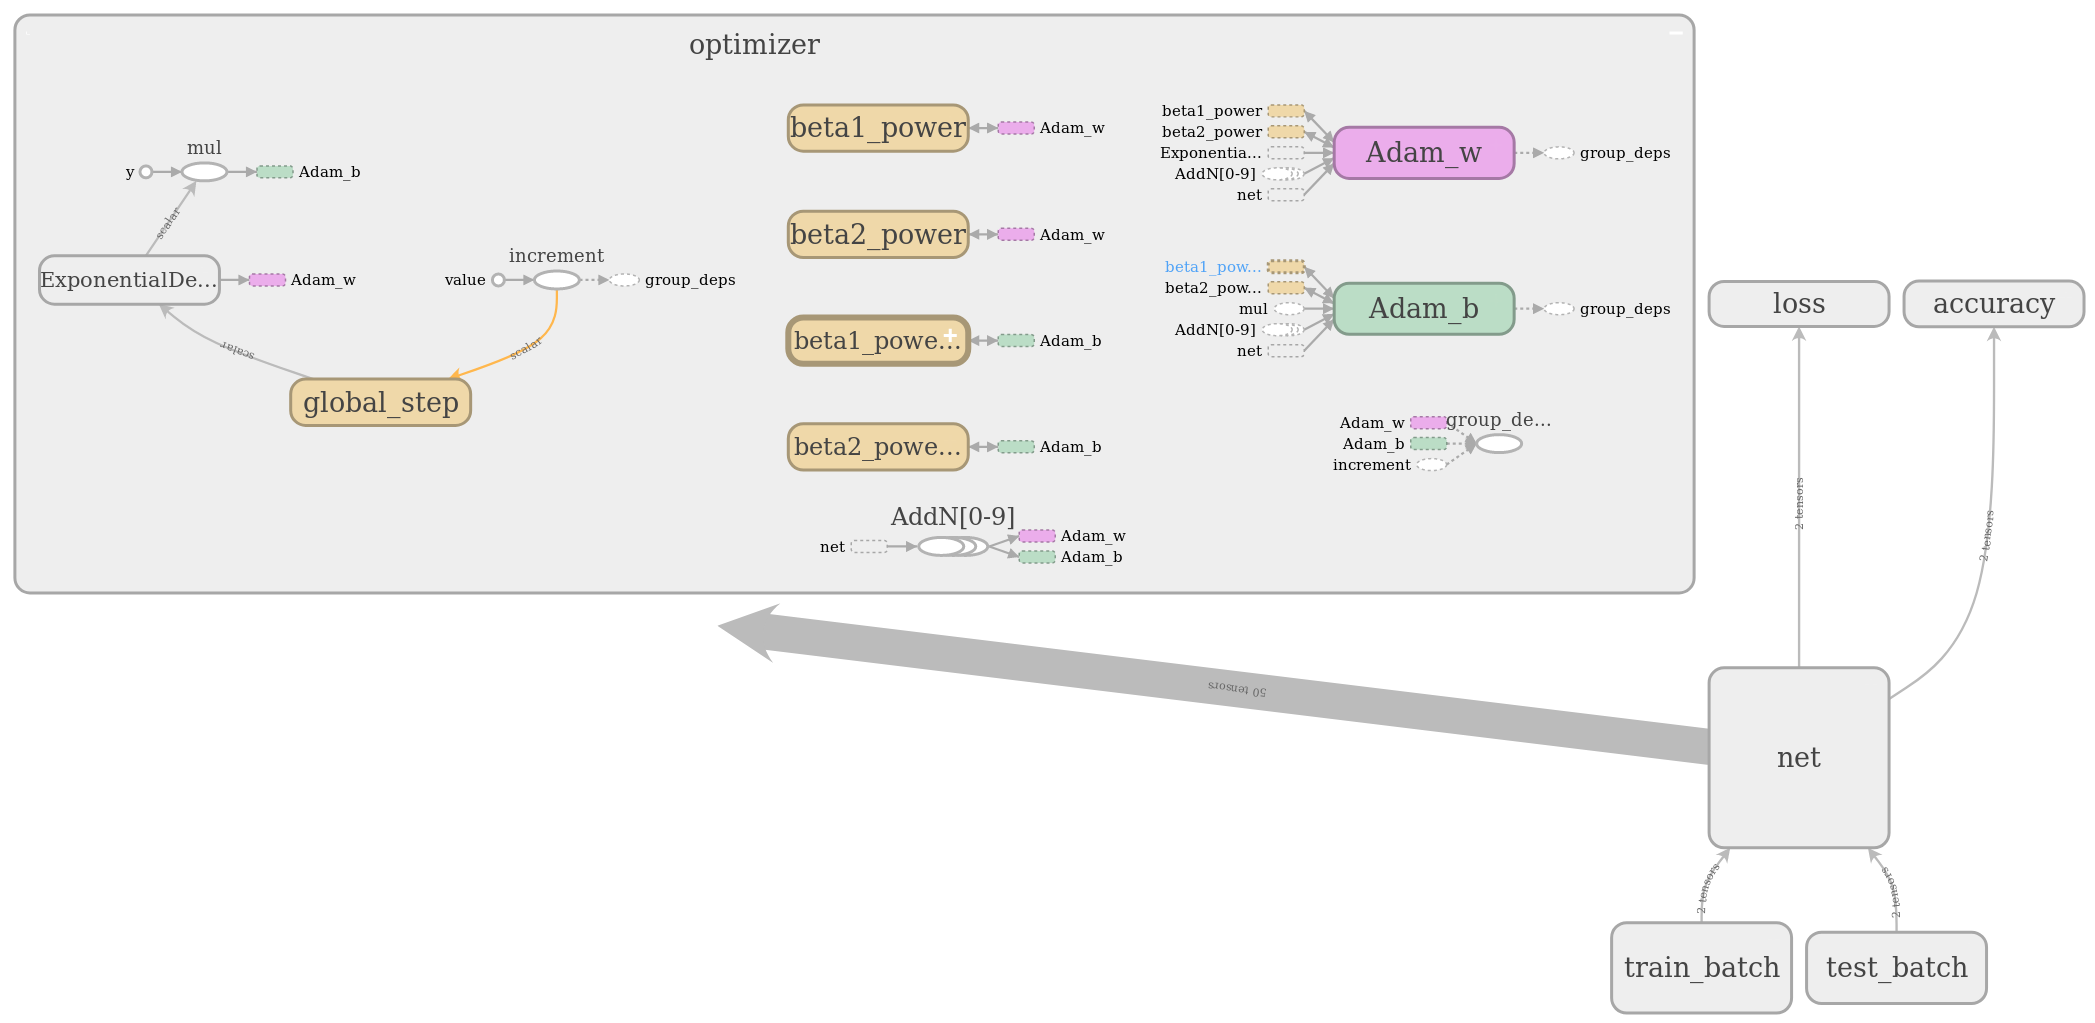 optimizer
mul
y
Adam_b
scalar
ExponentialDe...
Adam_w
scalar
global_step
increment
value
group_deps
scalar
beta1_power
Adam_w
beta2_power
Adam_w
beta1_powe...
Adam_b
beta2_powe...
Adam_b
AddN[0-9]
net
Adam_w
Adam_b
beta1_power
beta2_power
Exponentia...
AddN[0-9]
net
Adam_w
group_deps
beta1_pow...
beta2_pow...
mul
AddN[0-9]
net
Adam_b
group_deps
Adam_w
Adam_b
increment
group_de...
loss
accuracy
2 tensors
2 tensors
50 tensors
net
2 tensors
2 tensors
train_batch
test_batch